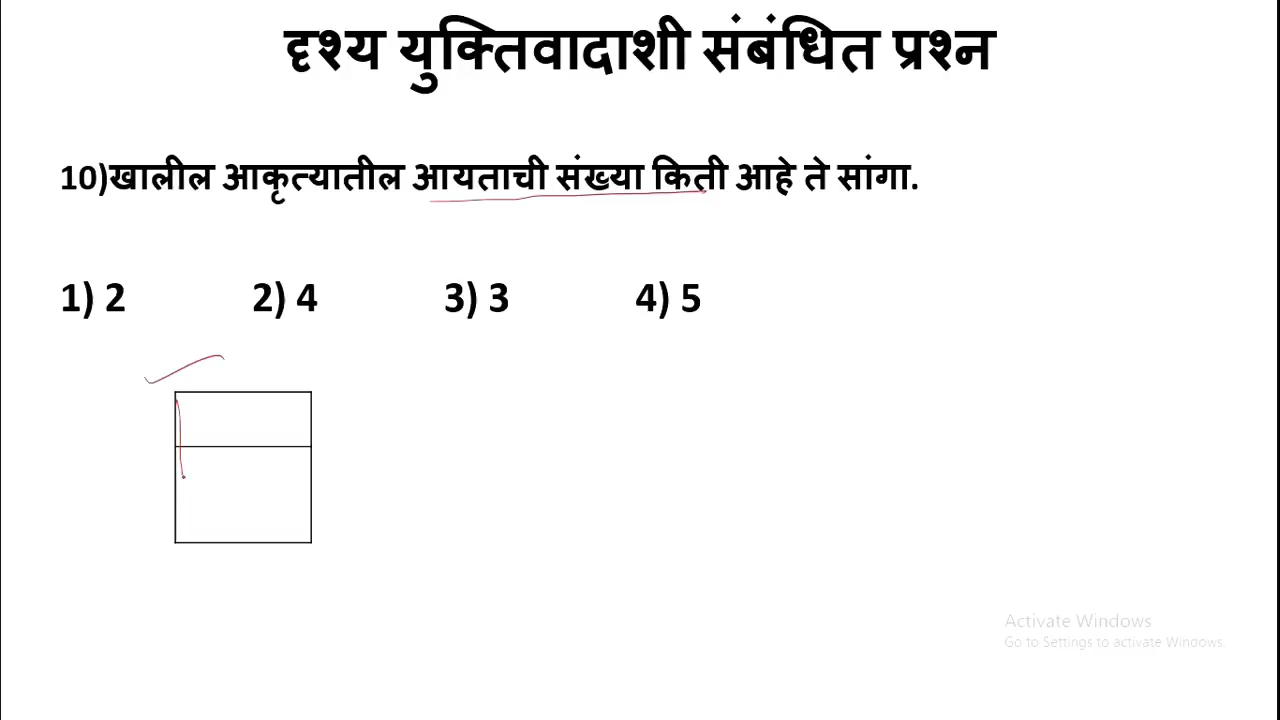 दृश्य युक्तिवादाशी संबंधित प्रश्न
10)खालील आकृत्यातील आयताची संख्या किती आहे ते सांगा.
1) 2 2) 4 3) 3 4) 5
Activate Windows
Go to Settings to activate Windows.